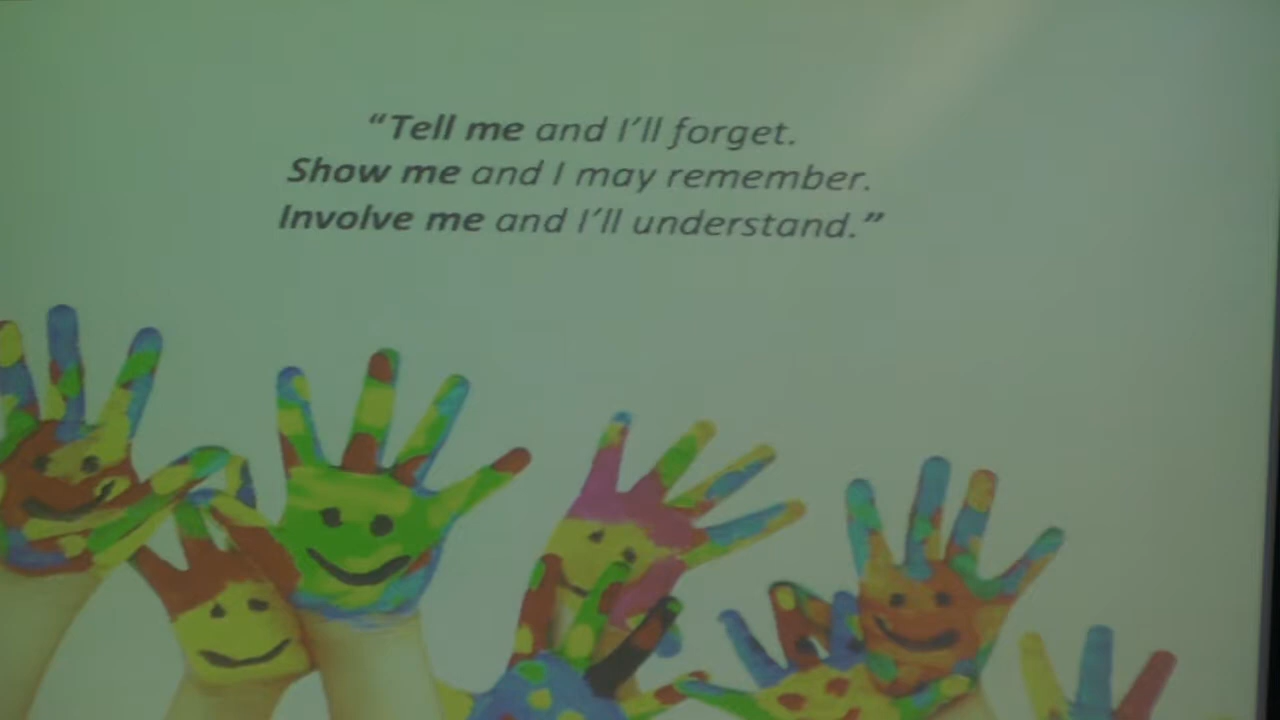 “Tell me and I’ll forget.
Show me and I may remember.
Involve me and I’ll understand.”